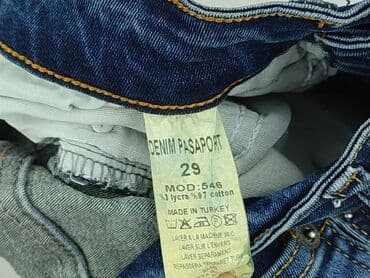 DENIM PASAPORT
29
MOD:546
%3 lycra %97 cotton
MADE IN TURKEY
LAVER A LA MACHINE 30 C
LAVER SUR L'ENVERS